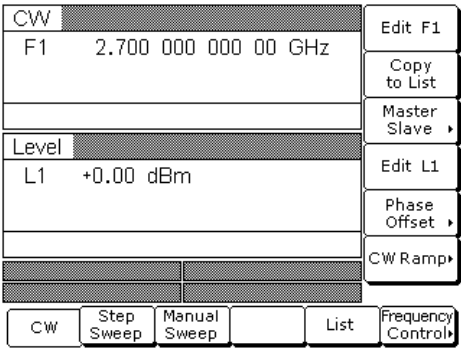 CW
F1 2.700 000 000 00 GHz
Level
L1 +0.00 dBm
Edit F1
Copy
to List
Master
Slave
Edit L1
Phase
Offset
CW Ramp
CW
Step
Sweep
Manual
Sweep
List
Frequency
Control